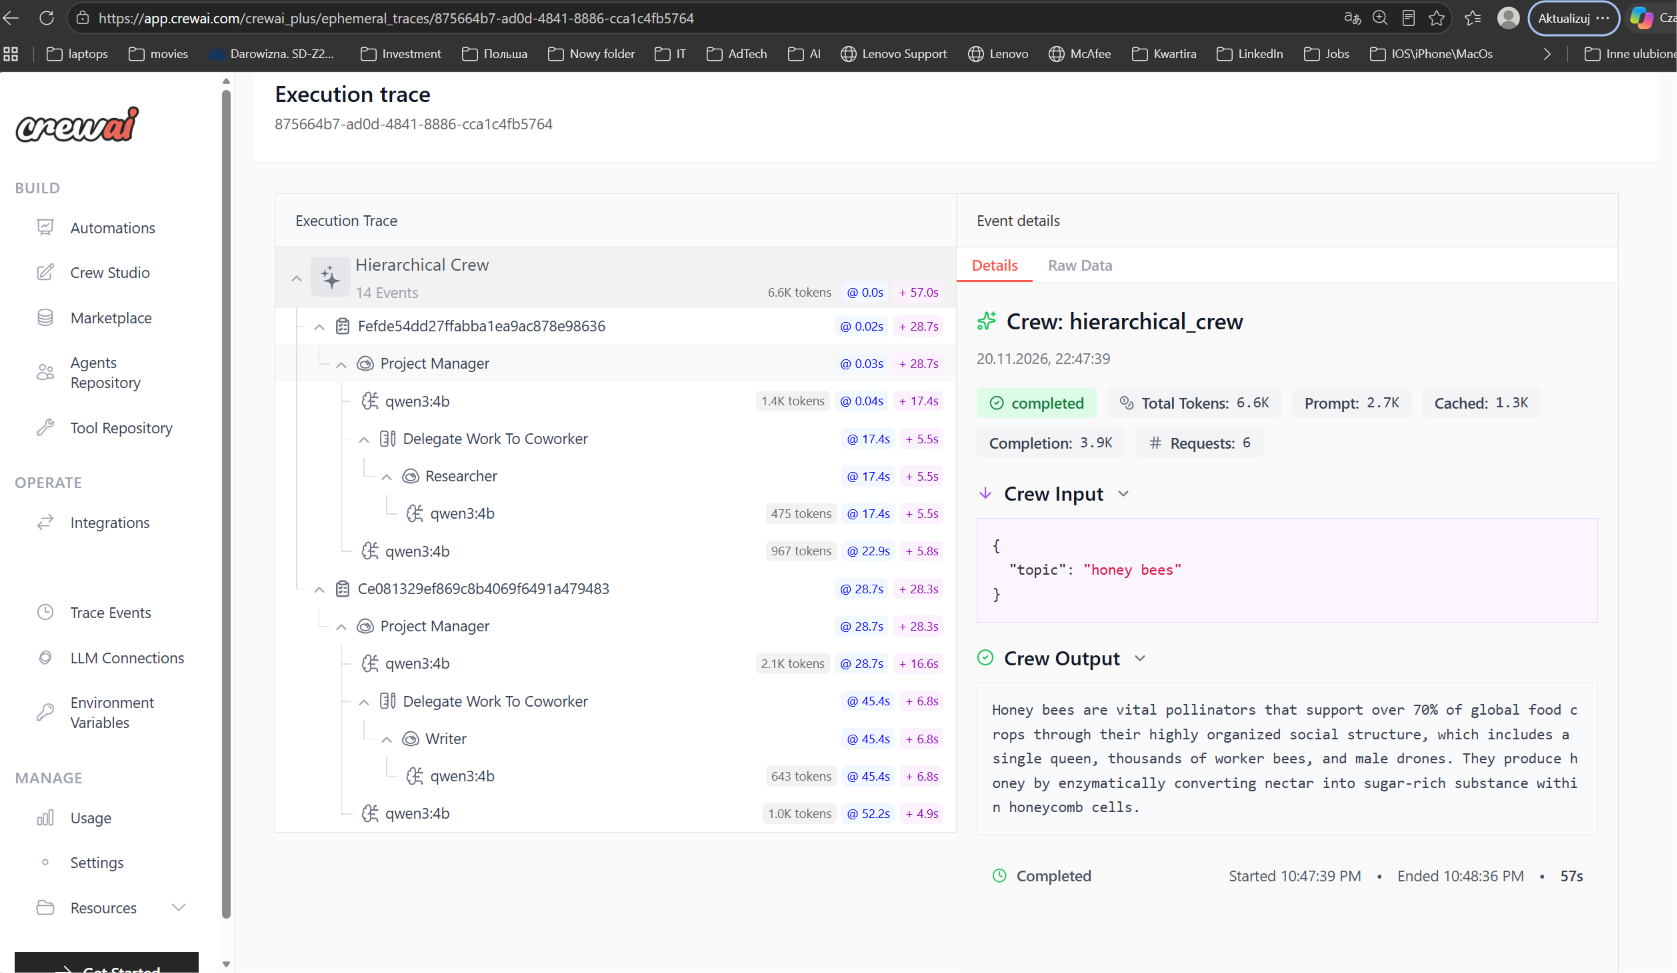 https://app.crewai.com/crewai_plus/ephemeral_traces/875664b7-ad0d-4841-8886-cca1c4fb5764
Aktualizuj
laptops
movies
Darowizna. SD-Z2...
Investment
Польша
Nowy folder
IT
AdTech
AI
Lenovo Support
Lenovo
McAfee
Kwartira
LinkedIn
Jobs
IOS\iPhone\MacOs
Inne ulubione
crewai
BUILD
Automations
Crew Studio
Marketplace
Agents
Repository
Tool Repository
OPERATE
Integrations
Trace Events
LLM Connections
Environment
Variables
MANAGE
Usage
Settings
Resources
Get Started
Execution trace
875664b7-ad0d-4841-8886-cca1c4fb5764
Execution Trace
Hierarchical Crew
14 Events 6.6K tokens @ 0.0s + 57.0s
Fefde54dd27ffabba1ea9ac878e98636 @ 0.02s + 28.7s
Project Manager @ 0.03s + 28.7s
qwen3:4b 1.4K tokens @ 0.04s + 17.4s
Delegate Work To Coworker @ 17.4s + 5.5s
Researcher @ 17.4s + 5.5s
qwen3:4b 475 tokens @ 17.4s + 5.5s
qwen3:4b 967 tokens @ 22.9s + 5.8s
Ce081329ef869c8b4069f6491a479483 @ 28.7s + 28.3s
Project Manager @ 28.7s + 28.3s
qwen3:4b 2.1K tokens @ 28.7s + 16.6s
Delegate Work To Coworker @ 45.4s + 6.8s
Writer @ 45.4s + 6.8s
qwen3:4b 643 tokens @ 45.4s + 6.8s
qwen3:4b 1.0K tokens @ 52.2s + 4.9s
Event details
Details Raw Data
Crew: hierarchical_crew
20.11.2026, 22:47:39
completed Total Tokens: 6.6K Prompt: 2.7K Cached: 1.3K
Completion: 3.9K # Requests: 6
Crew Input
{
"topic": "honey bees"
}
Crew Output
Honey bees are vital pollinators that support over 70% of global food c
rops through their highly organized social structure, which includes a
single queen, thousands of worker bees, and male drones. They produce h
oney by enzymatically converting nectar into sugar-rich substance withi
n honeycomb cells.
Completed Started 10:47:39 PM • Ended 10:48:36 PM • 57s